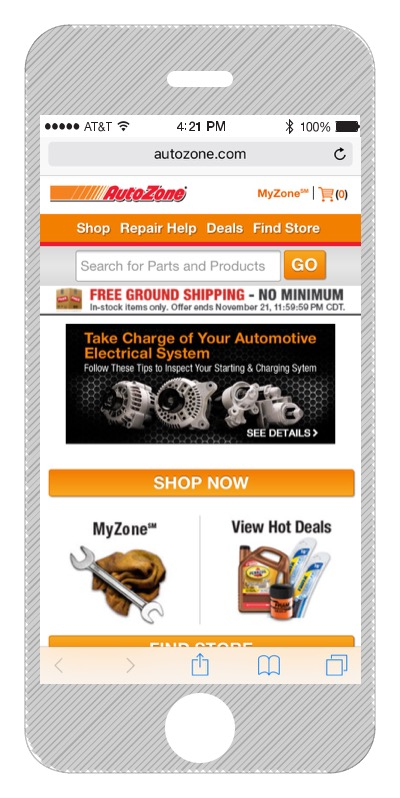 AT&T 4:21 PM 100%
autozone.com
AutoZone
MyZone℠ (0)
Shop Repair Help Deals Find Store
Search for Parts and Products GO
FREE GROUND SHIPPING - NO MINIMUM
In-stock items only. Offer ends November 21, 11:59:59 PM CDT.
Take Charge of Your Automotive
Electrical System
Follow These Tips to Inspect Your Starting & Charging Sytem
SEE DETAILS
SHOP NOW
MyZone℠
View Hot Deals
FIND STORE